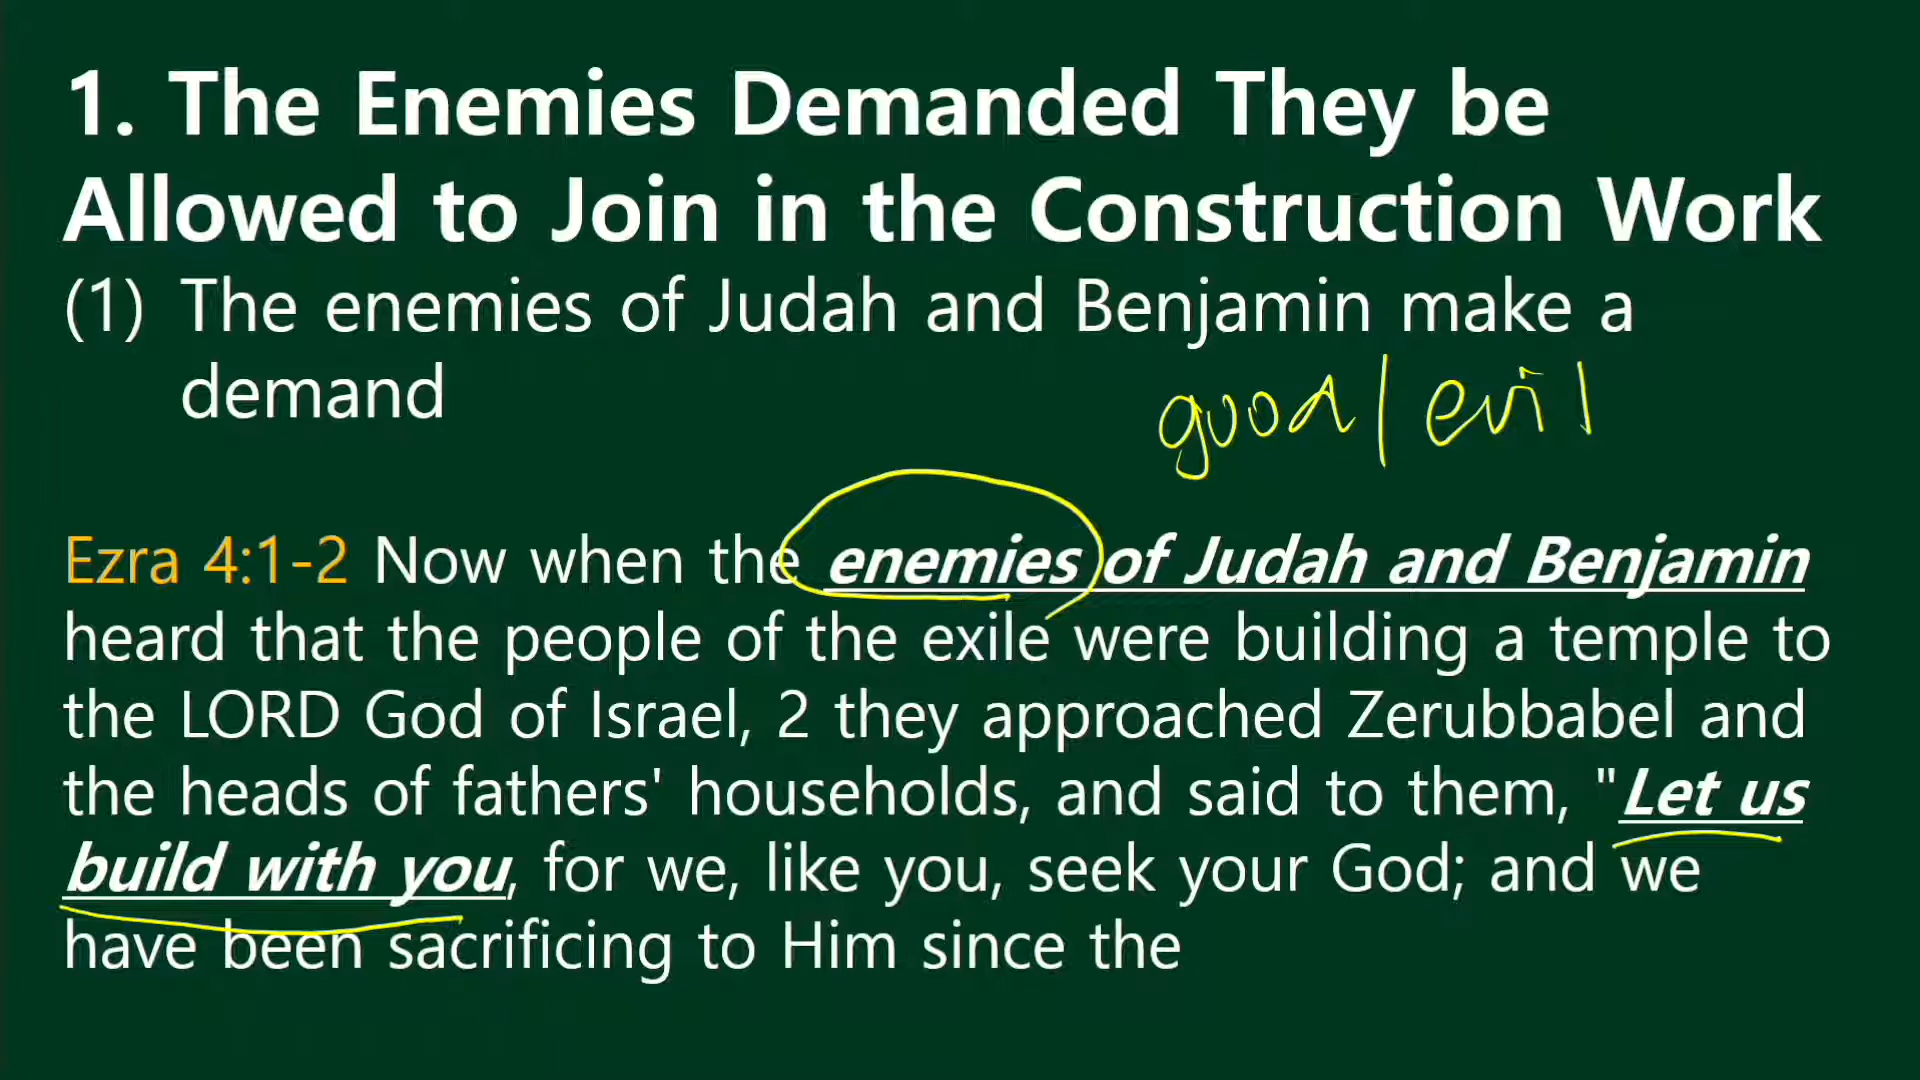 1. The Enemies Demanded They be
Allowed to Join in the Construction Work
(1) The enemies of Judah and Benjamin make a
demand
good | evil
Ezra 4:1-2 Now when the enemies of Judah and Benjamin
heard that the people of the exile were building a temple to
the LORD God of Israel, 2 they approached Zerubbabel and
the heads of fathers' households, and said to them, "Let us
build with you, for we, like you, seek your God; and we
have been sacrificing to Him since the